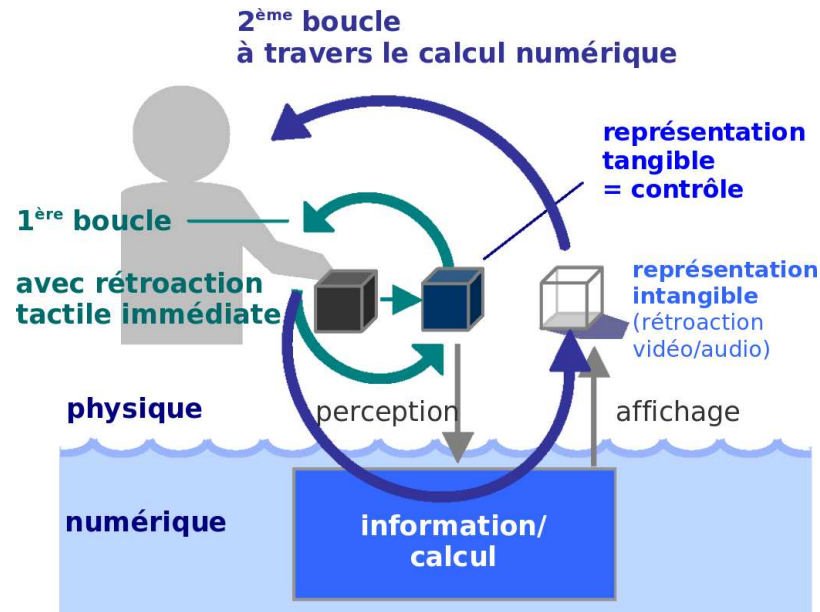 2ème boucle
à travers le calcul numérique
représentation
tangible
= contrôle
1ère boucle
avec rétroaction
tactile immédiate
représentation
intangible
(rétroaction
vidéo/audio)
physique
perception
affichage
numérique
information/
calcul